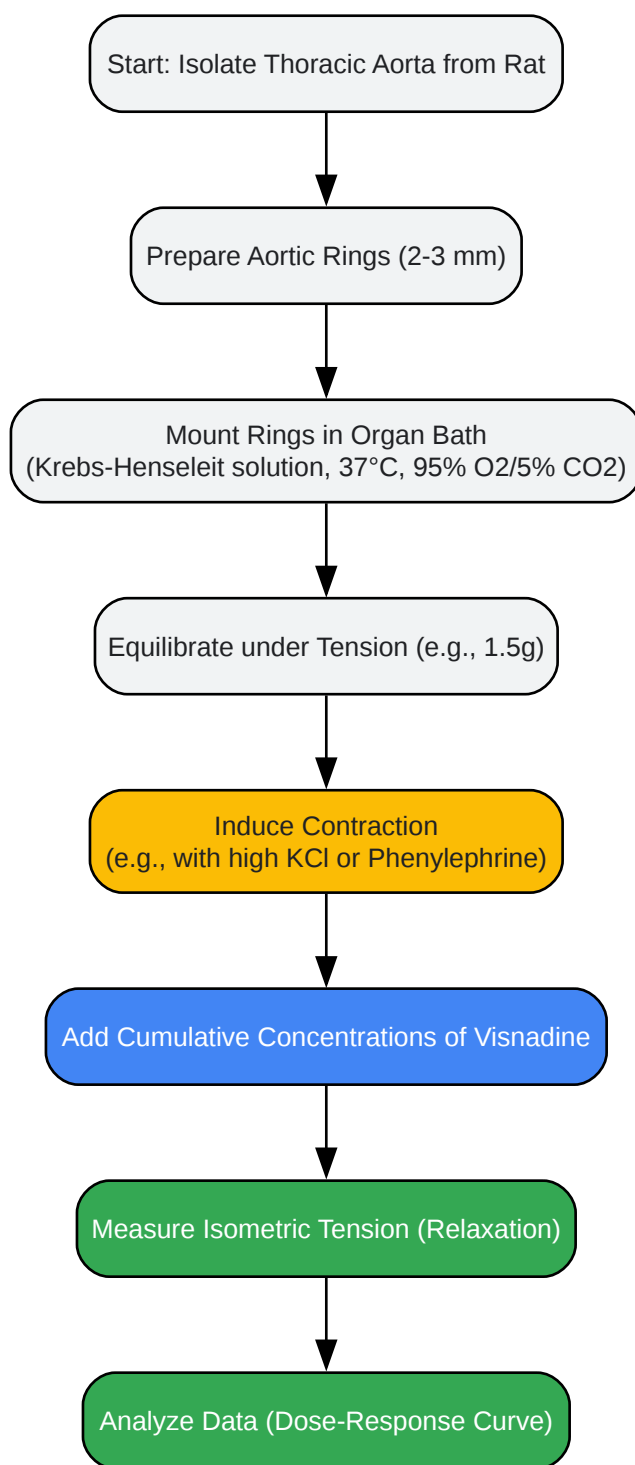 Start: Isolate Thoracic Aorta from Rat
Prepare Aortic Rings (2-3 mm)
Mount Rings in Organ Bath
(Krebs-Henseleit solution, 37°C, 95% O2/5% CO2)
Equilibrate under Tension (e.g., 1.5g)
Induce Contraction
(e.g., with high KCl or Phenylephrine)
Add Cumulative Concentrations of Visnadine
Measure Isometric Tension (Relaxation)
Analyze Data (Dose-Response Curve)